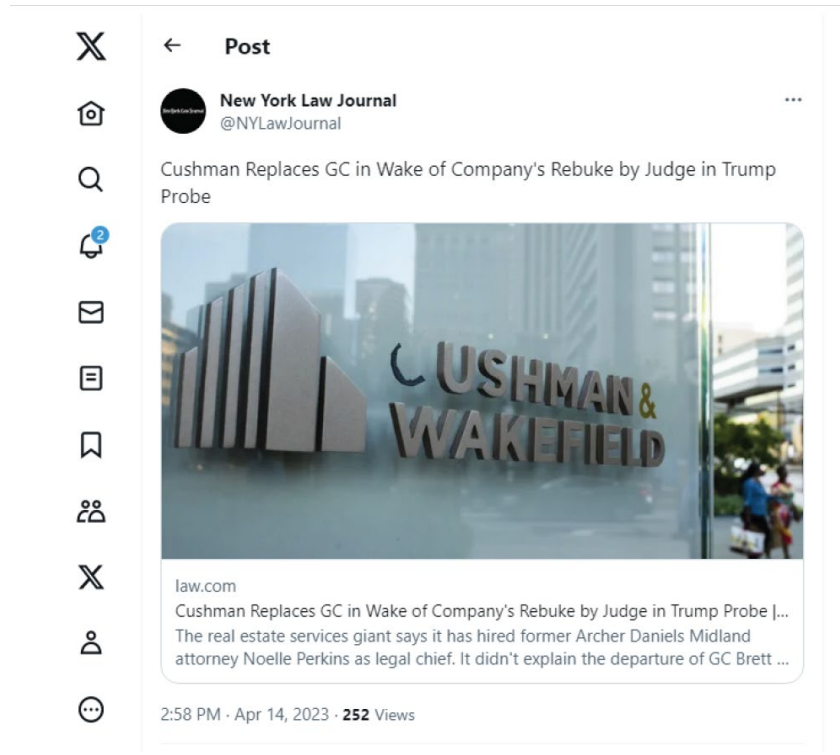 Post
New York Law Journal
@NYLawJournal
Cushman Replaces GC in Wake of Company's Rebuke by Judge in Trump
Probe
2
CUSHMAN &
WAKEFIELD
law.com
Cushman Replaces GC in Wake of Company's Rebuke by Judge in Trump Probe |...
The real estate services giant says it has hired former Archer Daniels Midland
attorney Noelle Perkins as legal chief. It didn't explain the departure of GC Brett ...
2:58 PM · Apr 14, 2023 · 252 Views